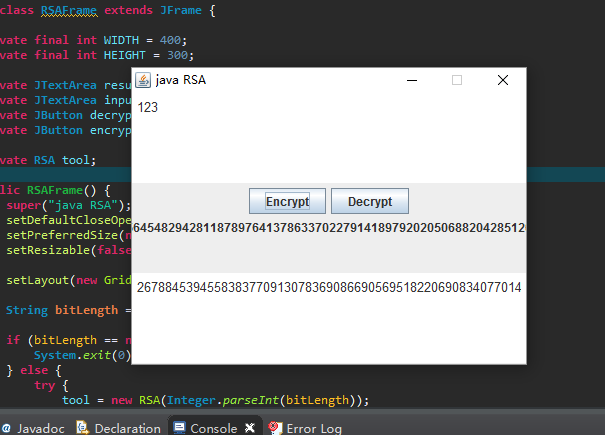 class RSAFrame extends JFrame {
vate final int WIDTH = 400;
vate final int HEIGHT = 300;
vate JTextArea resu
vate JTextArea inpu
vate JButton decryp
vate JButton encryp
vate RSA tool;
lic RSAFrame() {
super("java RSA");
setDefaultCloseOpe
setPreferredSize(n
setResizable(false
setLayout(new Grid
String bitLength =
if (bitLength == n
System.exit(0)
} else {
try {
tool = new RSA(Integer.parseInt(bitLength));
java RSA
123
Encrypt Decrypt
645482942811878976413786337022791418979202050688204285120
2678845394558383770913078369086690569518220690834077014
Javadoc Declaration Console Error Log